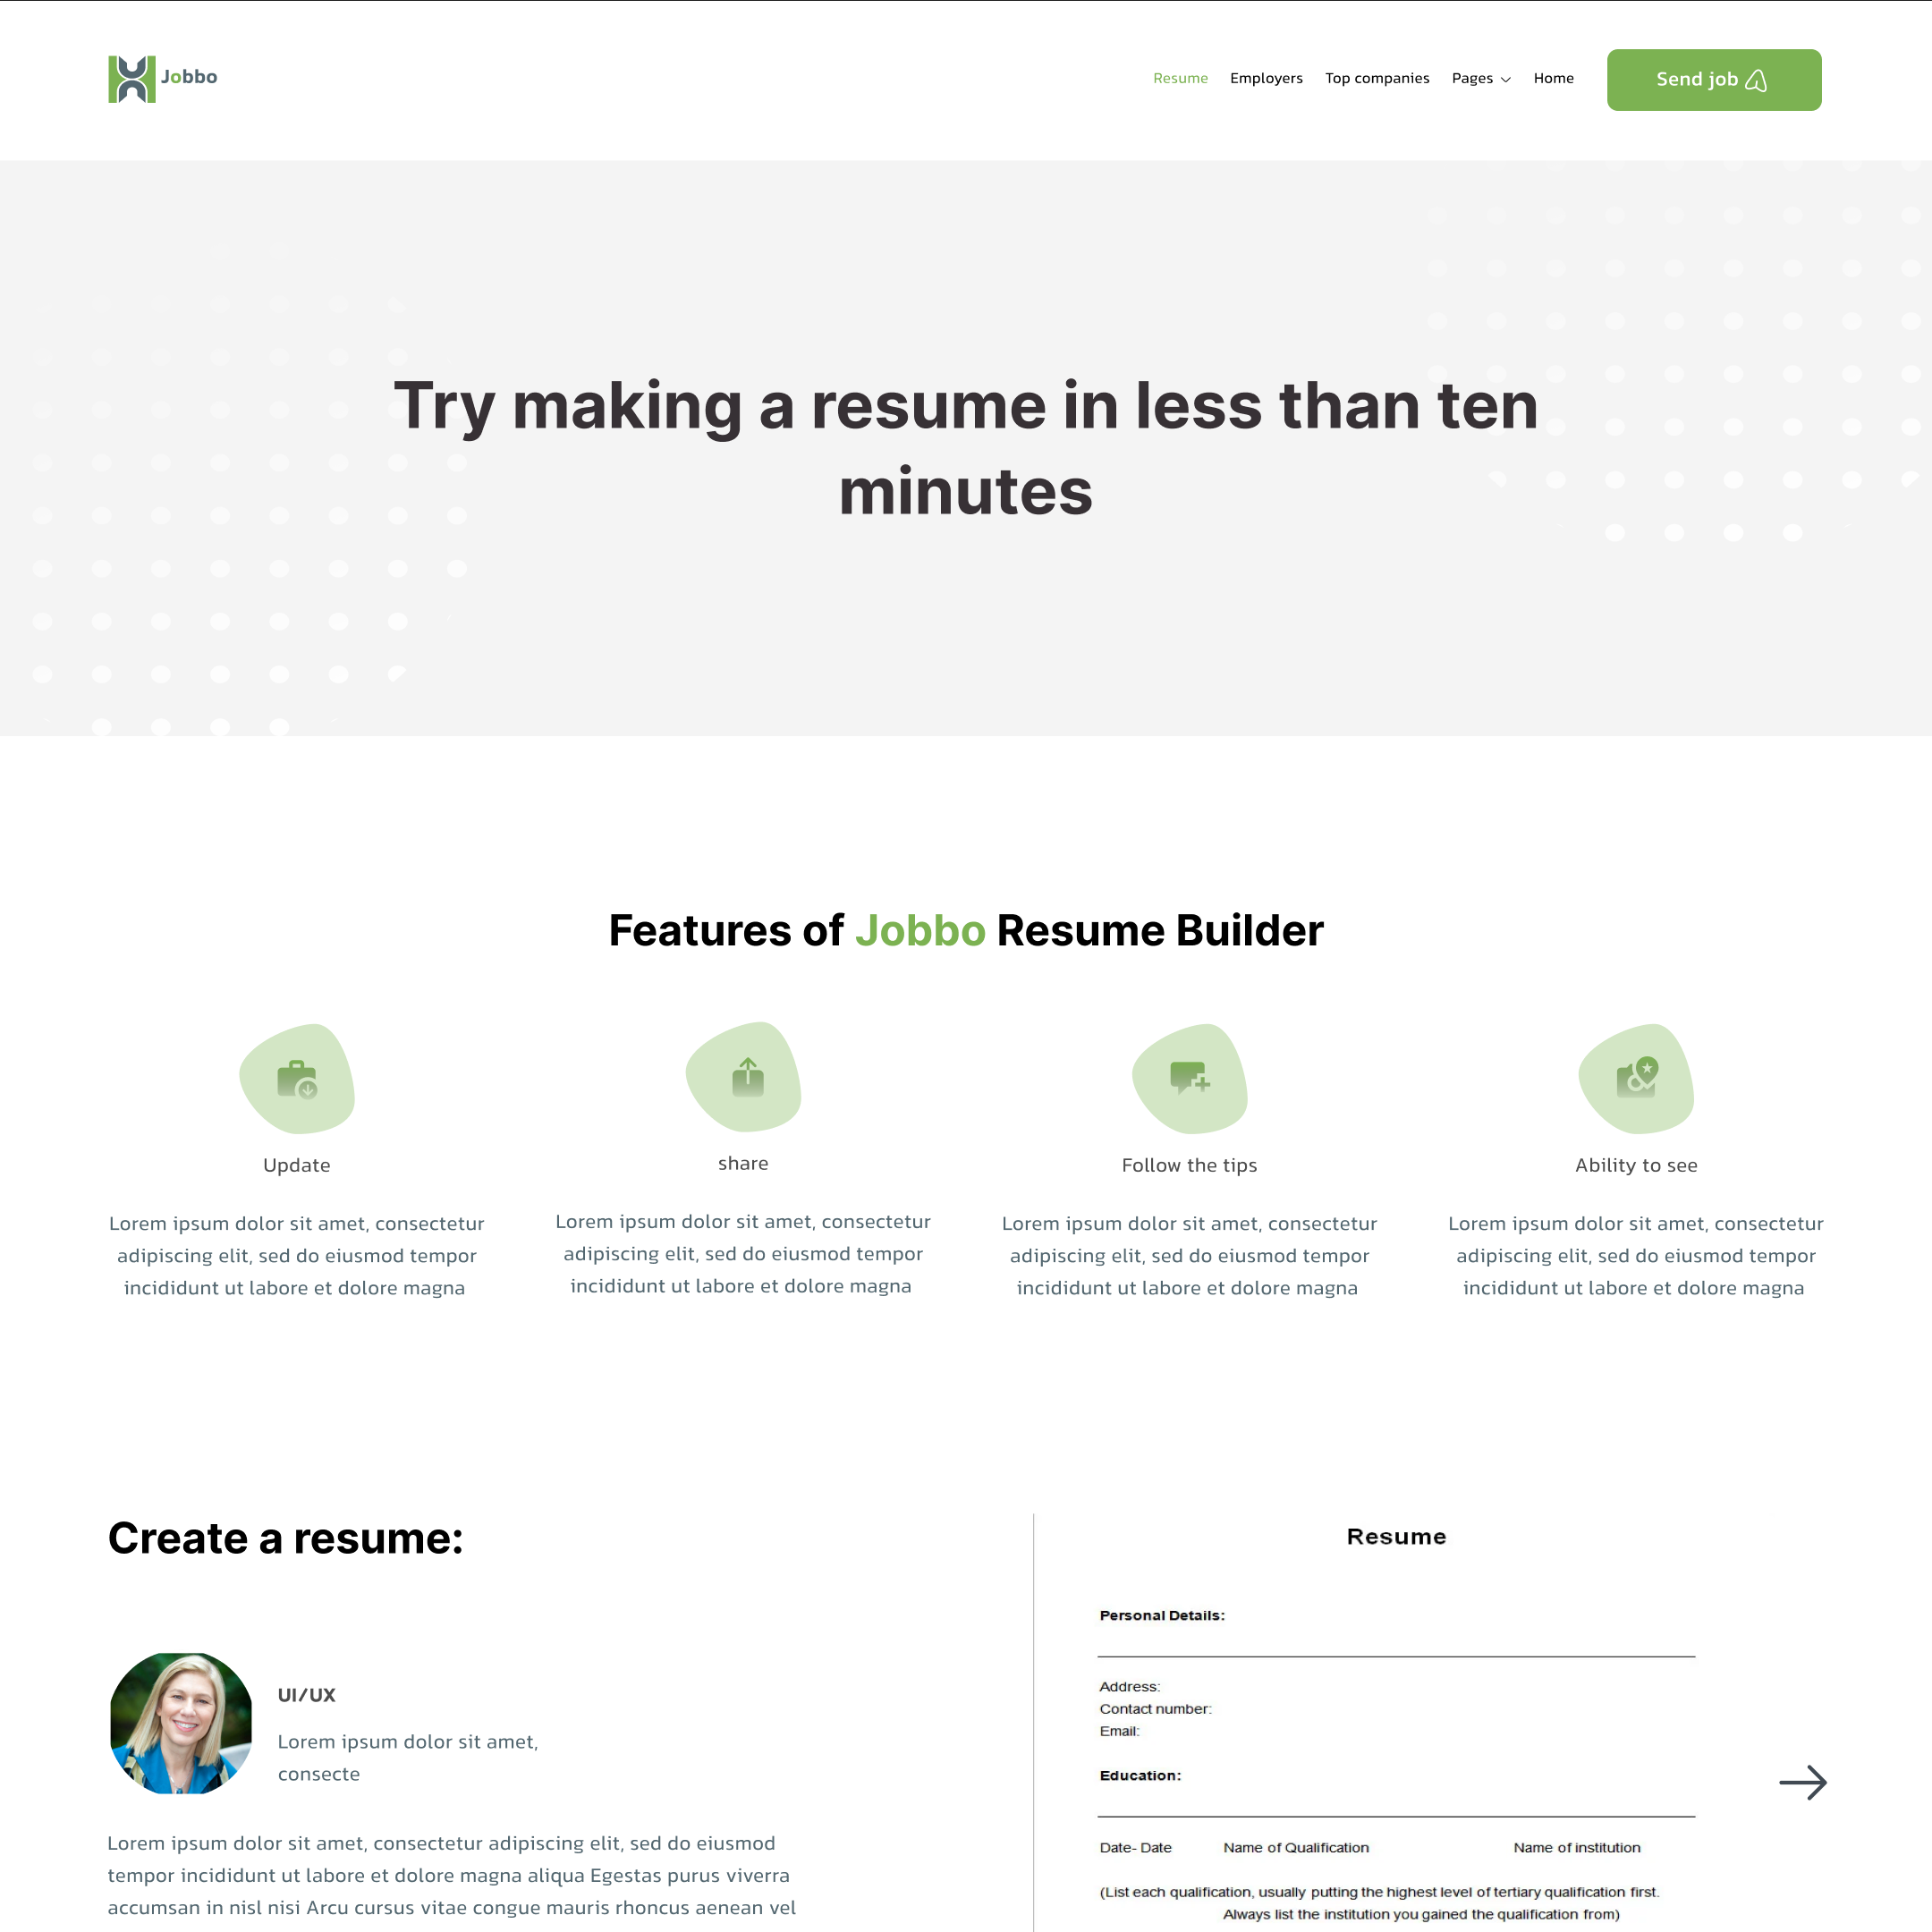 Jobbo
Resume
Employers
Top companies
Pages
Home
Send job
Try making a resume in less than ten
minutes
Features of Jobbo Resume Builder
Update
Lorem ipsum dolor sit amet, consectetur
adipiscing elit, sed do eiusmod tempor
incididunt ut labore et dolore magna
share
Lorem ipsum dolor sit amet, consectetur
adipiscing elit, sed do eiusmod tempor
incididunt ut labore et dolore magna
Follow the tips
Lorem ipsum dolor sit amet, consectetur
adipiscing elit, sed do eiusmod tempor
incididunt ut labore et dolore magna
Ability to see
Lorem ipsum dolor sit amet, consectetur
adipiscing elit, sed do eiusmod tempor
incididunt ut labore et dolore magna
Create a resume:
UI/UX
Lorem ipsum dolor sit amet,
consecte
Lorem ipsum dolor sit amet, consectetur adipiscing elit, sed do eiusmod
tempor incididunt ut labore et dolore magna aliqua Egestas purus viverra
accumsan in nisl nisi Arcu cursus vitae congue mauris rhoncus aenean vel
Resume
Personal Details:
Address:
Contact number:
Email:
Education:
Date- Date Name of Qualification Name of institution
(List each qualification, usually putting the highest level of tertiary qualification first.
Always list the institution you gained the qualification from)